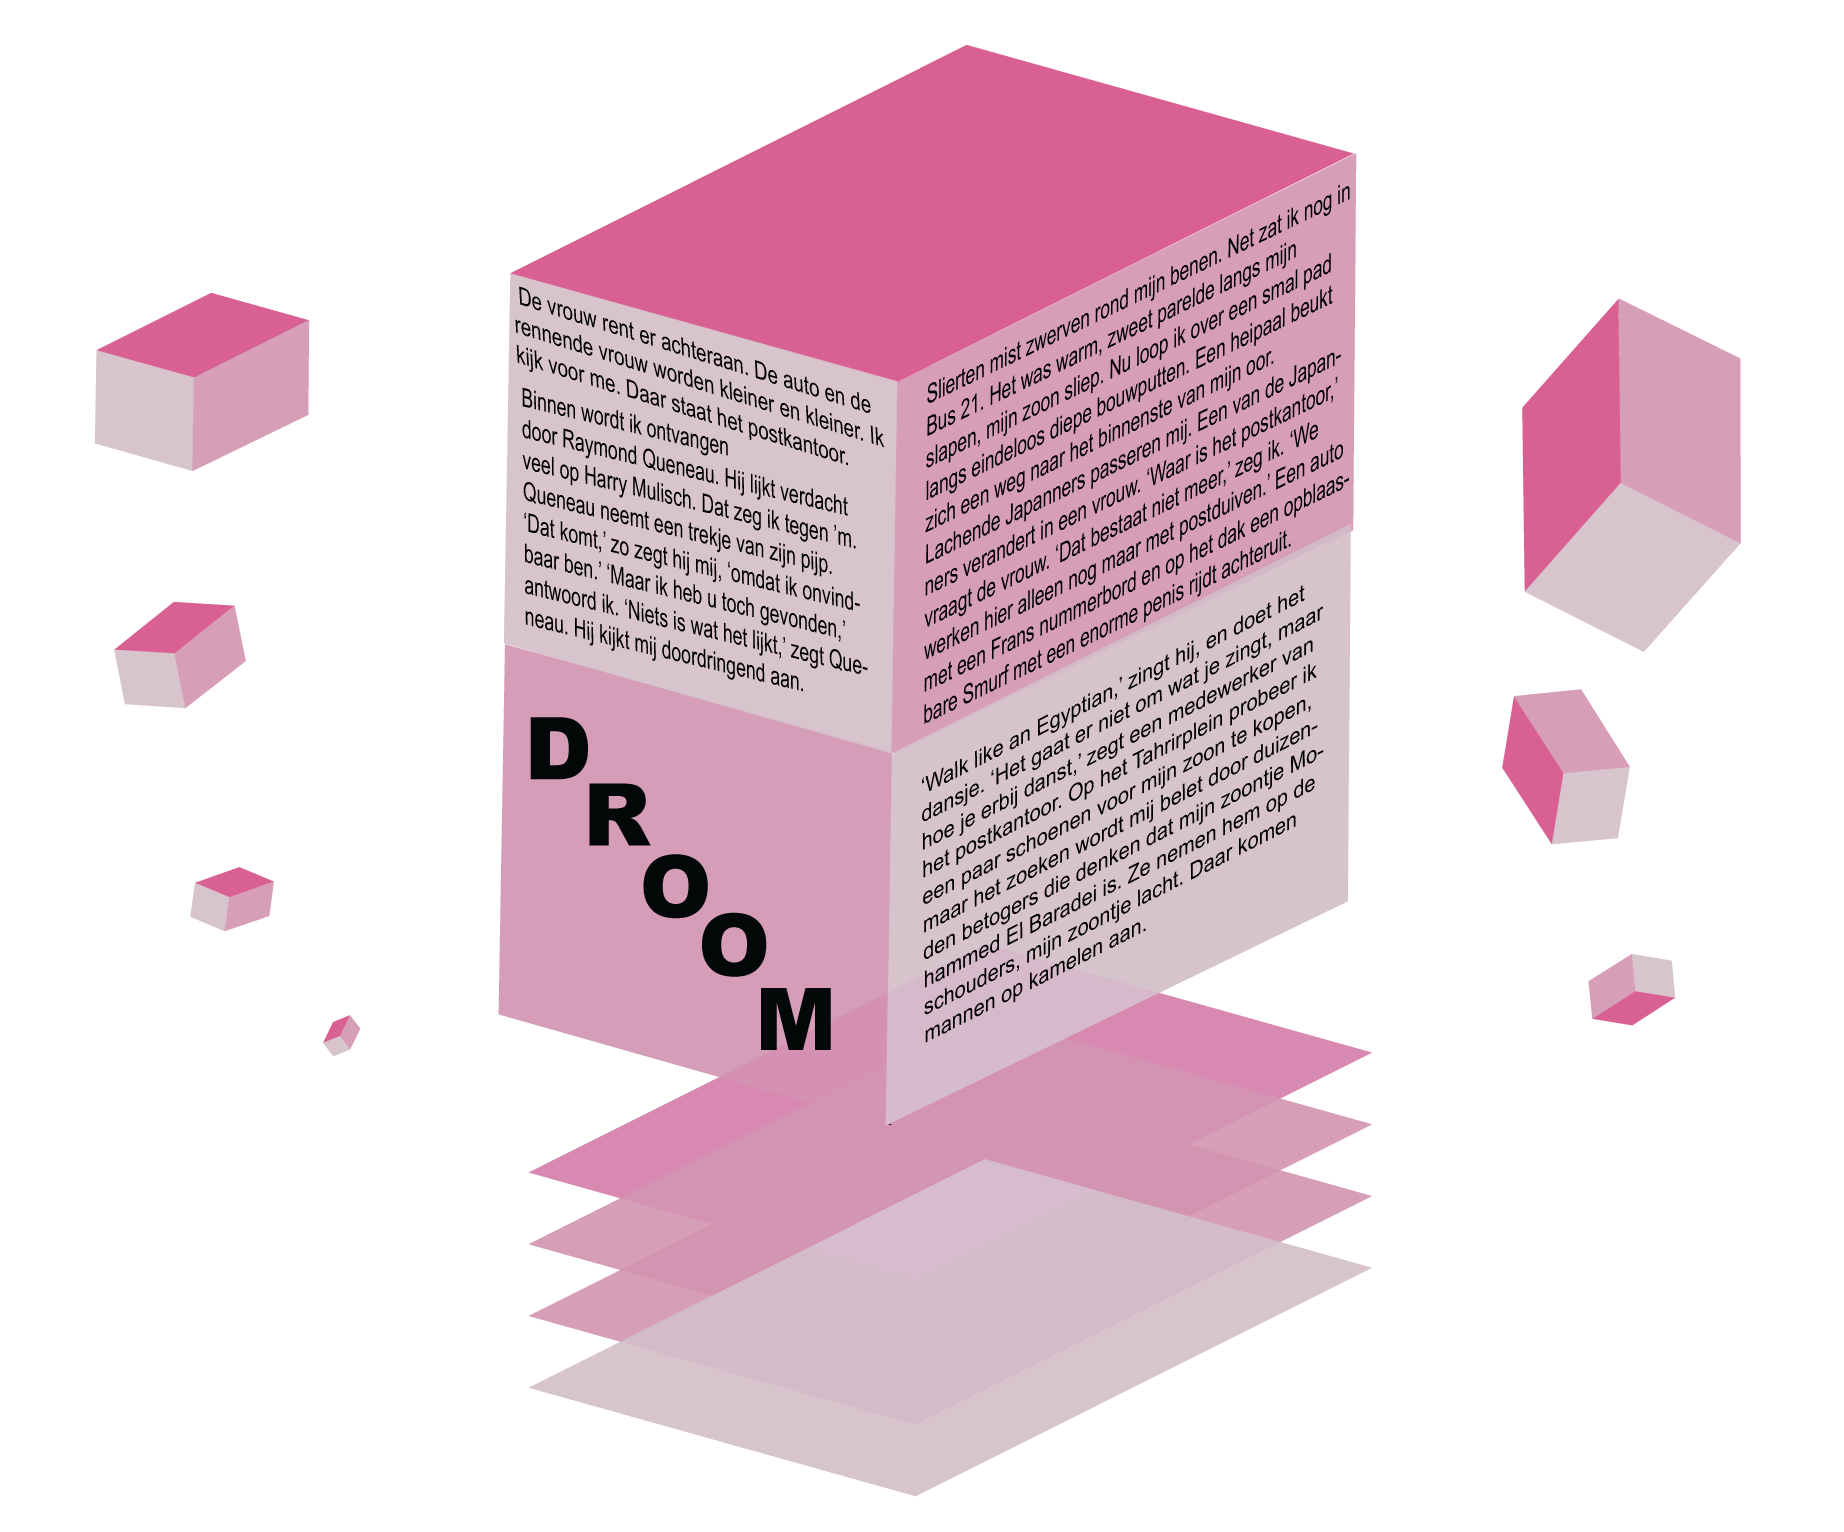 De vrouw rent er achteraan. De auto en de
rennende vrouw worden kleiner en kleiner. Ik
kijk voor me. Daar staat het postkantoor.
Binnen wordt ik ontvangen
door Raymond Queneau. Hij lijkt verdacht
veel op Harry Mulisch. Dat zeg ik tegen ’m.
Queneau neemt een trekje van zijn pijp.
‘Dat komt,’ zo zegt hij mij, ‘omdat ik onvind-
baar ben.’ ‘Maar ik heb u toch gevonden,’
antwoord ik. ‘Niets is wat het lijkt,’ zegt Que-
neau. Hij kijkt mij doordringend aan.
Slierten mist zwerven rond mijn benen. Net zat ik nog in
Bus 21. Het was warm, zweet parelde langs mijn
slapen, mijn zoon sliep. Nu loop ik over een smal pad
langs eindeloos diepe bouwputten. Een heipaal beukt
zich een weg naar het binnenste van mijn oor.
Lachende Japanners passeren mij. Een van de Japan-
ners verandert in een vrouw. ‘Waar is het postkantoor,’
vraagt de vrouw. ‘Dat bestaat niet meer,’ zeg ik. ‘We
werken hier alleen nog maar met postduiven.’ Een auto
met een Frans nummerbord en op het dak een opblaas-
bare Smurf met een enorme penis rijdt achteruit.
DROOM
‘Walk like an Egyptian,’ zingt hij, en doet het
dansje. ‘Het gaat er niet om wat je zingt, maar
hoe je erbij danst,’ zegt een medewerker van
het postkantoor. Op het Tahrirplein probeer ik
een paar schoenen voor mijn zoon te kopen,
maar het zoeken wordt mij belet door duizen-
den betogers die denken dat mijn zoontje Mo-
hammed El Baradei is. Ze nemen hem op de
schouders, mijn zoontje lacht. Daar komen
mannen op kamelen aan.